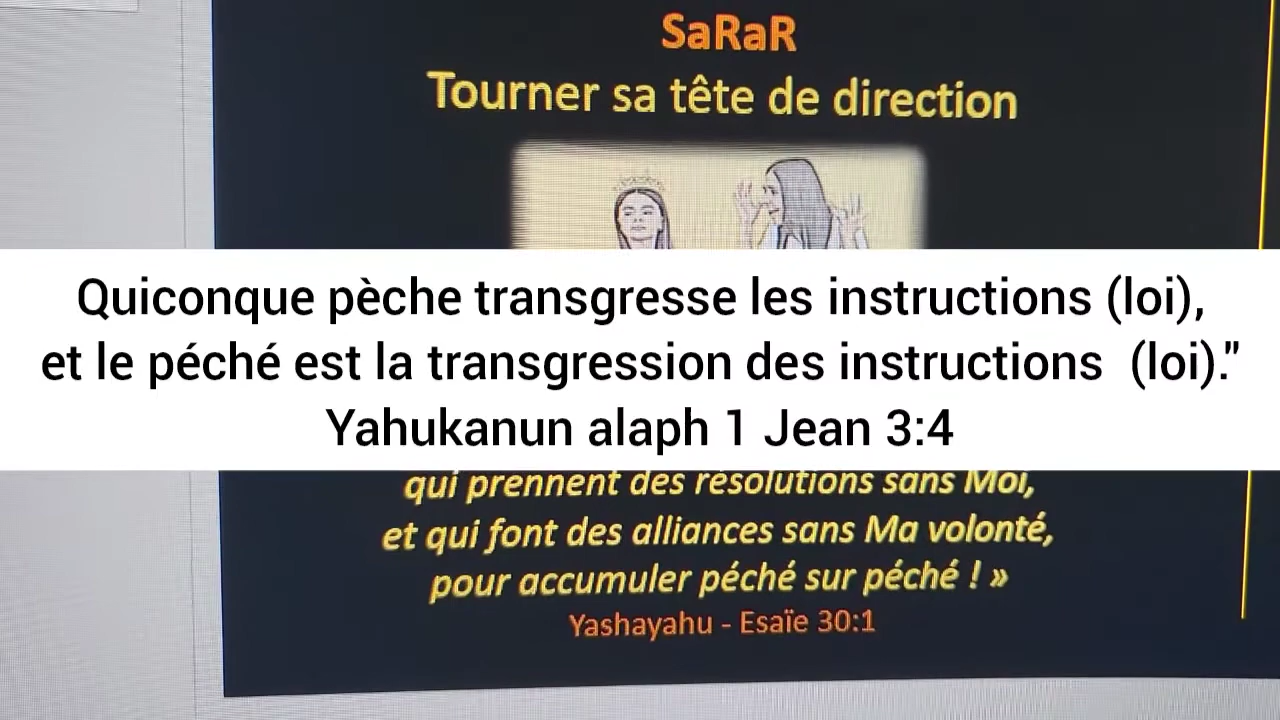 SaRaR
Tourner sa tête de direction
Quiconque pèche transgresse les instructions (loi),
et le péché est la transgression des instructions (loi)."
Yahukanun alaph 1 Jean 3:4
qui prennent des résolutions sans Moi,
et qui font des alliances sans Ma volonté,
pour accumuler péché sur péché ! »
Yashayahu - Esaïe 30:1